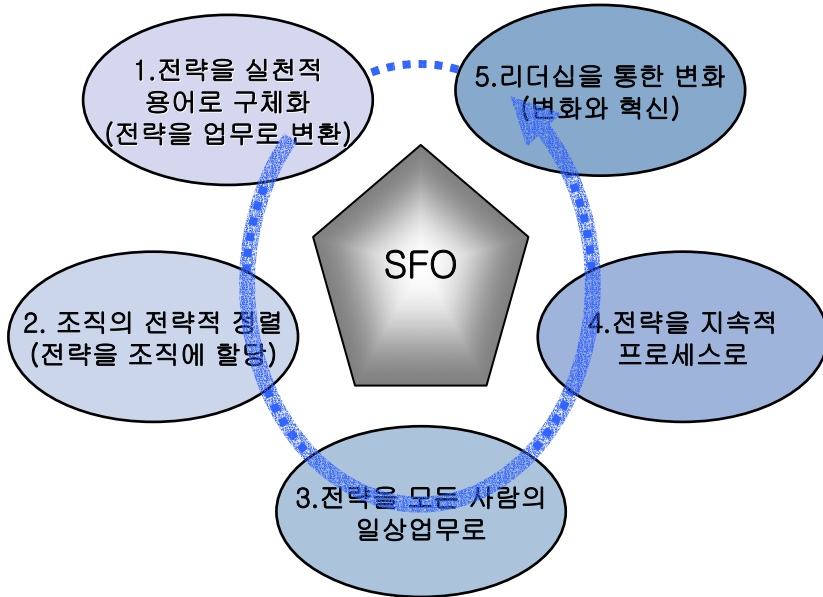 1.전략을 실천적
용어로 구체화
(전략을 업무로 변환)
5.리더십을 통한 변화
(변화와 혁신)
SFO
2. 조직의 전략적 정렬
(전략을 조직에 할당)
4.전략을 지속적
프로세스로
3.전략을 모든 사람의
일상업무로